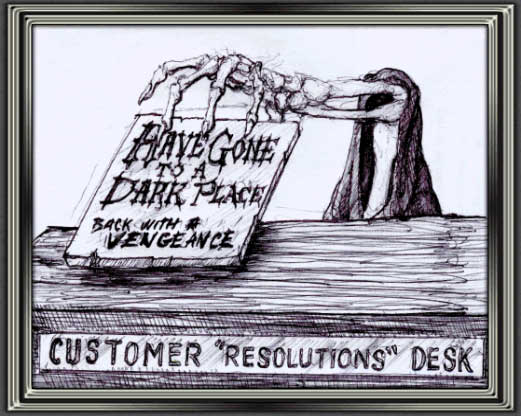 HAVE GONE
TO A
DARK PLACE
BACK WITH A
VENGEANCE
CUSTOMER "RESOLUTIONS" DESK